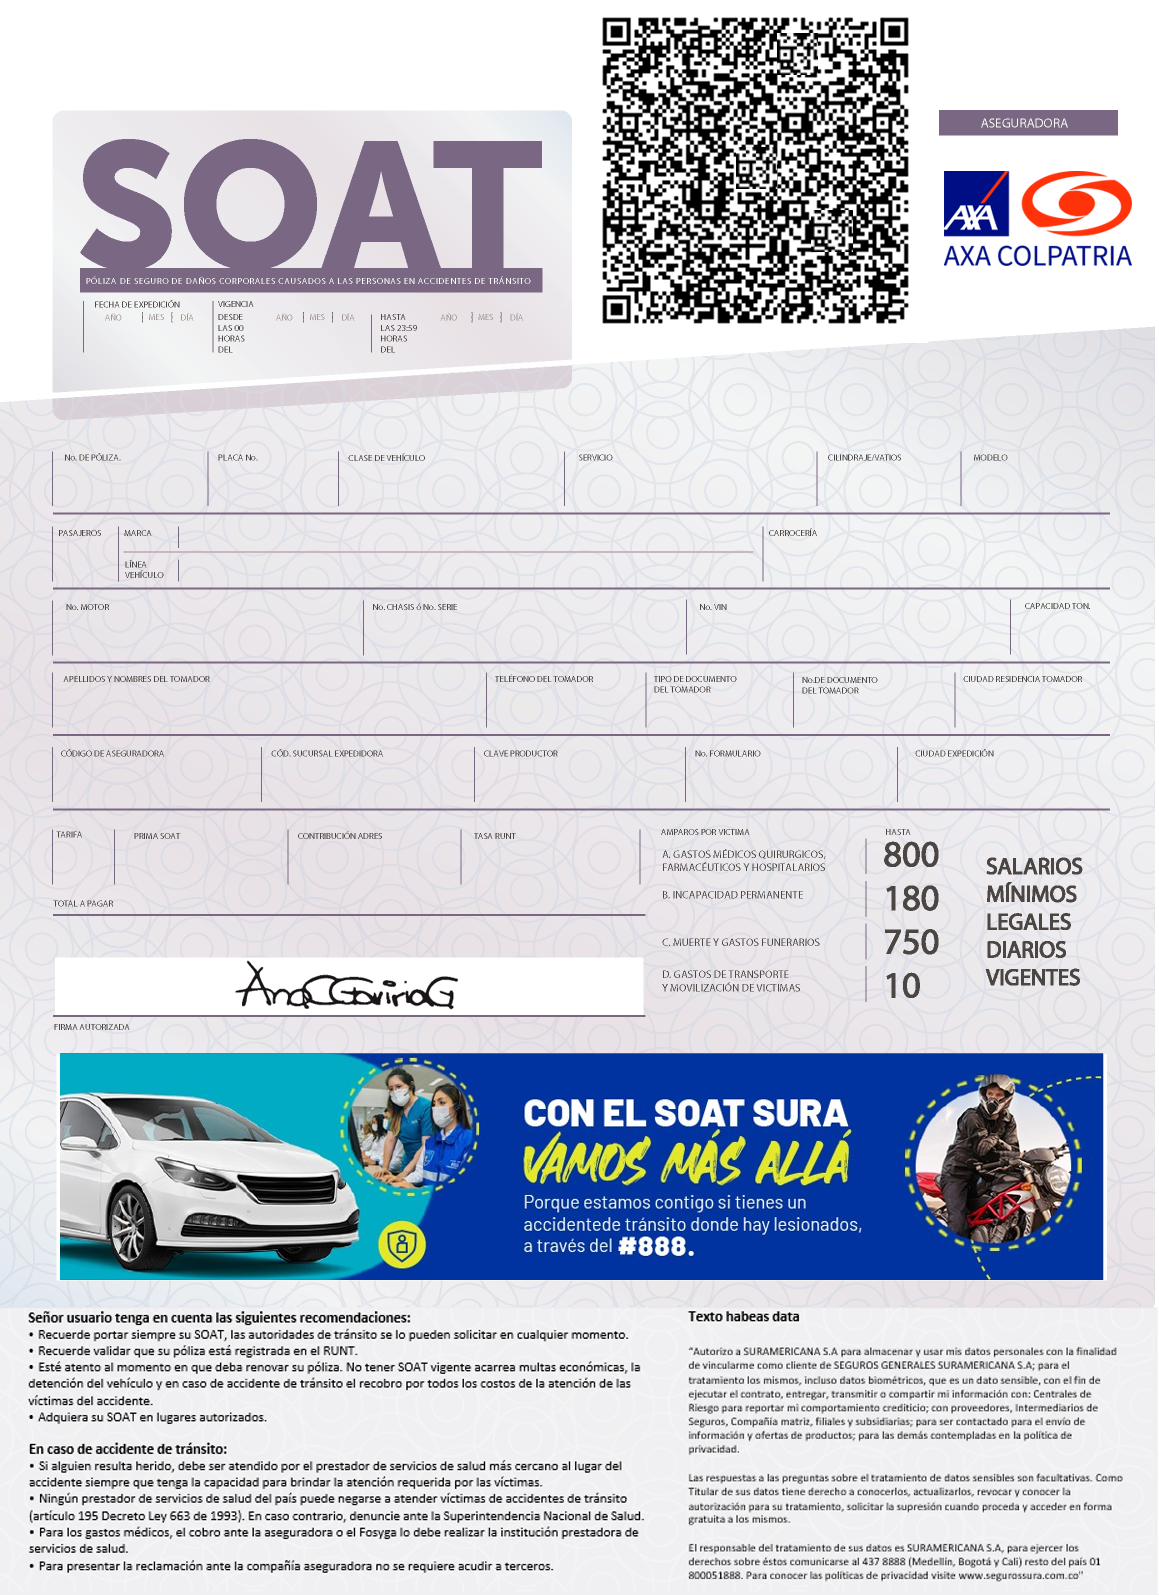 ASEGURADORA
AXA
AXA COLPATRIA
SOAT
PÓLIZA DE SEGURO DE DAÑOS CORPORALES CAUSADOS A LAS PERSONAS EN ACCIDENTES DE TRÁNSITO
FECHA DE EXPEDICIÓN
AÑO MES DÍA
VIGENCIA
DESDE
LAS 00
HORAS
DEL
AÑO MES DÍA
HASTA
LAS 23:59
HORAS
DEL
AÑO MES DÍA
No. DE PÓLIZA. PLACA No. CLASE DE VEHÍCULO SERVICIO CILINDRAJE/VATIOS MODELO
PASAJEROS MARCA CARROCERÍA
LÍNEA
VEHÍCULO
No. MOTOR No. CHASIS ó No. SERIE No. VIN CAPACIDAD TON.
APELLIDOS Y NOMBRES DEL TOMADOR TELÉFONO DEL TOMADOR TIPO DE DOCUMENTO
DEL TOMADOR
No.DE DOCUMENTO
DEL TOMADOR
CIUDAD RESIDENCIA TOMADOR
CÓDIGO DE ASEGURADORA CÓD. SUCURSAL EXPEDIDORA CLAVE PRODUCTOR No. FORMULARIO CIUDAD EXPEDICIÓN
TARIFA PRIMA SOAT CONTRIBUCIÓN ADRES TASA RUNT
TOTAL A PAGAR
AMPAROS POR VICTIMA HASTA
A. GASTOS MÉDICOS QUIRURGICOS,
FARMACÉUTICOS Y HOSPITALARIOS
800
B. INCAPACIDAD PERMANENTE 180
C. MUERTE Y GASTOS FUNERARIOS 750
D. GASTOS DE TRANSPORTE
Y MOVILIZACIÓN DE VICTIMAS
10
SALARIOS
MÍNIMOS
LEGALES
DIARIOS
VIGENTES
FIRMA AUTORIZADA
CON EL SOAT SURA
VAMOS MÁS ALLÁ
Porque estamos contigo si tienes un
accidentede tránsito donde hay lesionados,
a través del #888.
Señor usuario tenga en cuenta las siguientes recomendaciones:
• Recuerde portar siempre su SOAT, las autoridades de tránsito se lo pueden solicitar en cualquier momento.
• Recuerde validar que su póliza está registrada en el RUNT.
• Esté atento al momento en que deba renovar su póliza. No tener SOAT vigente acarrea multas económicas, la
detención del vehículo y en caso de accidente de tránsito el recobro por todos los costos de la atención de las
víctimas del accidente.
• Adquiera su SOAT en lugares autorizados.
En caso de accidente de tránsito:
• Si alguien resulta herido, debe ser atendido por el prestador de servicios de salud más cercano al lugar del
accidente siempre que tenga la capacidad para brindar la atención requerida por las víctimas.
• Ningún prestador de servicios de salud del país puede negarse a atender víctimas de accidentes de tránsito
(artículo 195 Decreto Ley 663 de 1993). En caso contrario, denuncie ante la Superintendencia Nacional de Salud.
• Para los gastos médicos, el cobro ante la aseguradora o el Fosyga lo debe realizar la institución prestadora de
servicios de salud.
• Para presentar la reclamación ante la compañía aseguradora no se requiere acudir a terceros.
Texto habeas data
“Autorizo a SURAMERICANA S.A para almacenar y usar mis datos personales con la finalidad
de vincularme como cliente de SEGUROS GENERALES SURAMERICANA S.A; para el
tratamiento los mismos, incluso datos biométricos, que es un dato sensible, con el fin de
ejecutar el contrato, entregar, transmitir o compartir mi información con: Centrales de
Riesgo para reportar mi comportamiento crediticio; con proveedores, Intermediarios de
Seguros, Compañía matriz, filiales y subsidiarias; para ser contactado para el envío de
información y ofertas de productos; para las demás contempladas en la política de
privacidad.
Las respuestas a las preguntas sobre el tratamiento de datos sensibles son facultativas. Como
Titular de sus datos tiene derecho a conocerlos, actualizarlos, revocar y conocer la
autorización para su tratamiento, solicitar la supresión cuando proceda y acceder en forma
gratuita a los mismos.
El responsable del tratamiento de sus datos es SURAMERICANA S.A, para ejercer los
derechos sobre éstos comunicarse al 437 8888 (Medellín, Bogotá y Cali) resto del país 01
800051888. Para conocer las políticas de privacidad visite www.segurossura.com.co"